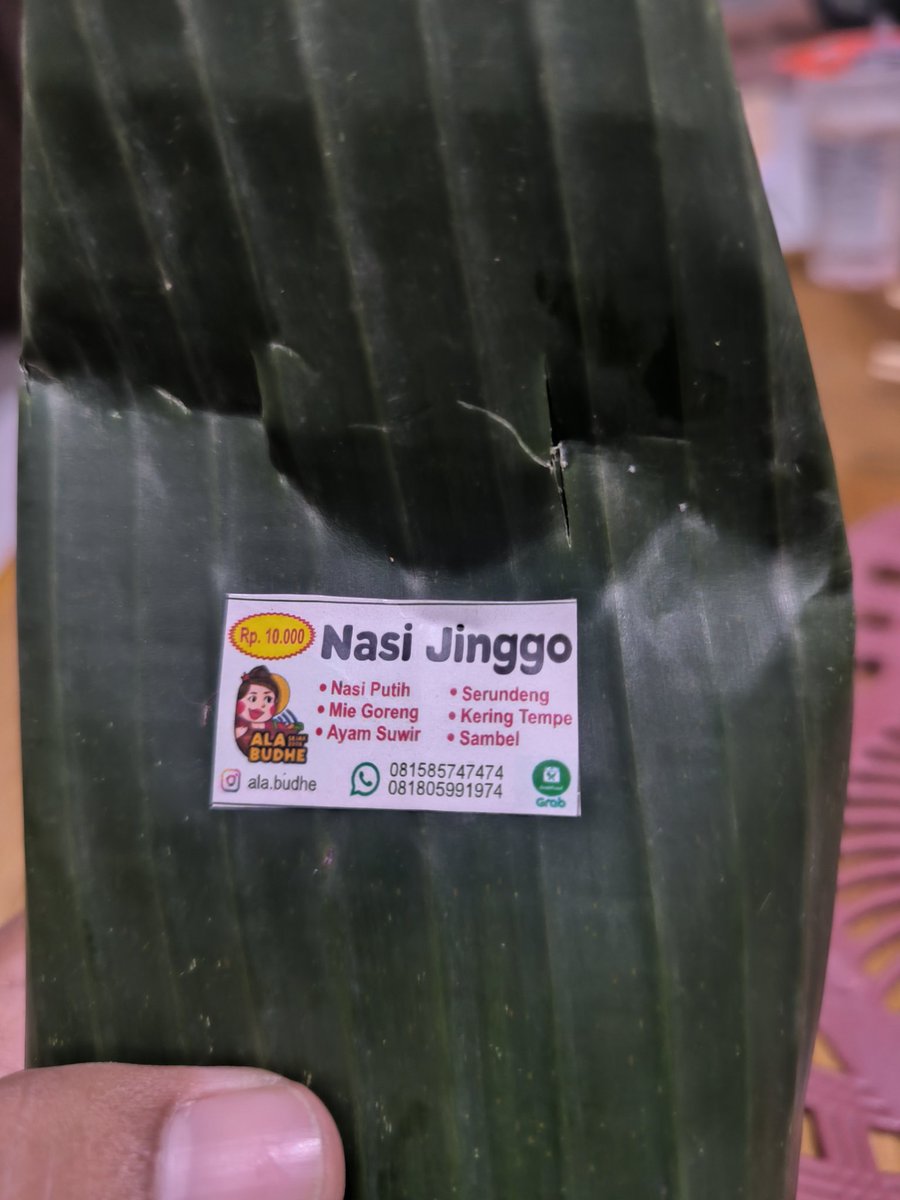 Rp. 10.000
Nasi Jinggo
• Nasi Putih
• Mie Goreng
• Ayam Suwir
• Serundeng
• Kering Tempe
• Sambel
ALA
BUDHE
ala.budhe
081585747474
081805991974
Grab